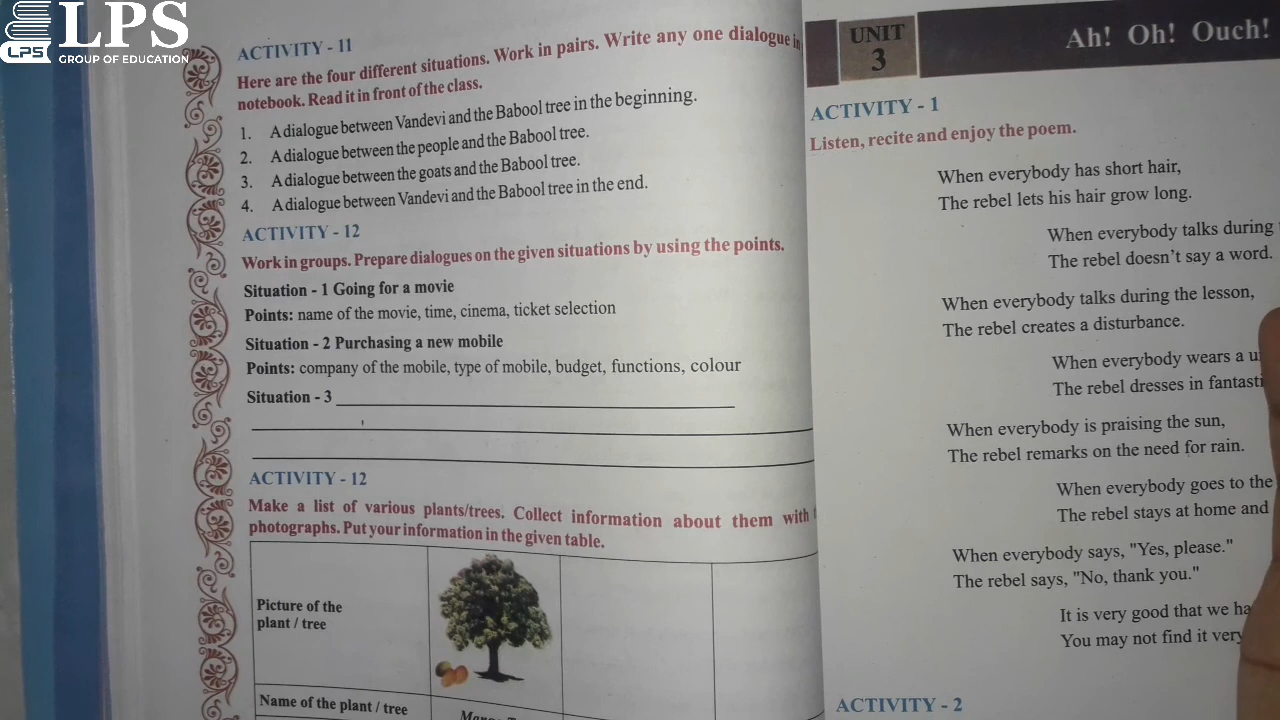 LPS
LPS
GROUP OF EDUCATION
ACTIVITY - 11
Here are the four different situations. Work in pairs. Write any one dialogue in
notebook. Read it in front of the class.
1. A dialogue between Vandevi and the Babool tree in the beginning.
2. A dialogue between the people and the Babool tree.
3. A dialogue between the goats and the Babool tree.
4. A dialogue between Vandevi and the Babool tree in the end.
ACTIVITY - 12
Work in groups. Prepare dialogues on the given situations by using the points.
Situation - 1 Going for a movie
Points: name of the movie, time, cinema, ticket selection
Situation - 2 Purchasing a new mobile
Points: company of the mobile, type of mobile, budget, functions, colour
Situation - 3
ACTIVITY - 12
Make a list of various plants/trees. Collect information about them with
photographs. Put your information in the given table.
Picture of the
plant / tree
Name of the plant / tree
UNIT
3
Ah! Oh! Ouch!
ACTIVITY - 1
Listen, recite and enjoy the poem.
When everybody has short hair,
The rebel lets his hair grow long.
When everybody talks during
The rebel doesn't say a word.
When everybody talks during the lesson,
The rebel creates a disturbance.
When everybody wears a
The rebel dresses in
When everybody is praising the sun,
The rebel remarks on the need for rain.
When everybody goes to the
The rebel stays at home and
When everybody says, "Yes, please."
The rebel says, "No, thank you."
It is very good that we
You may not find it
ACTIVITY - 2